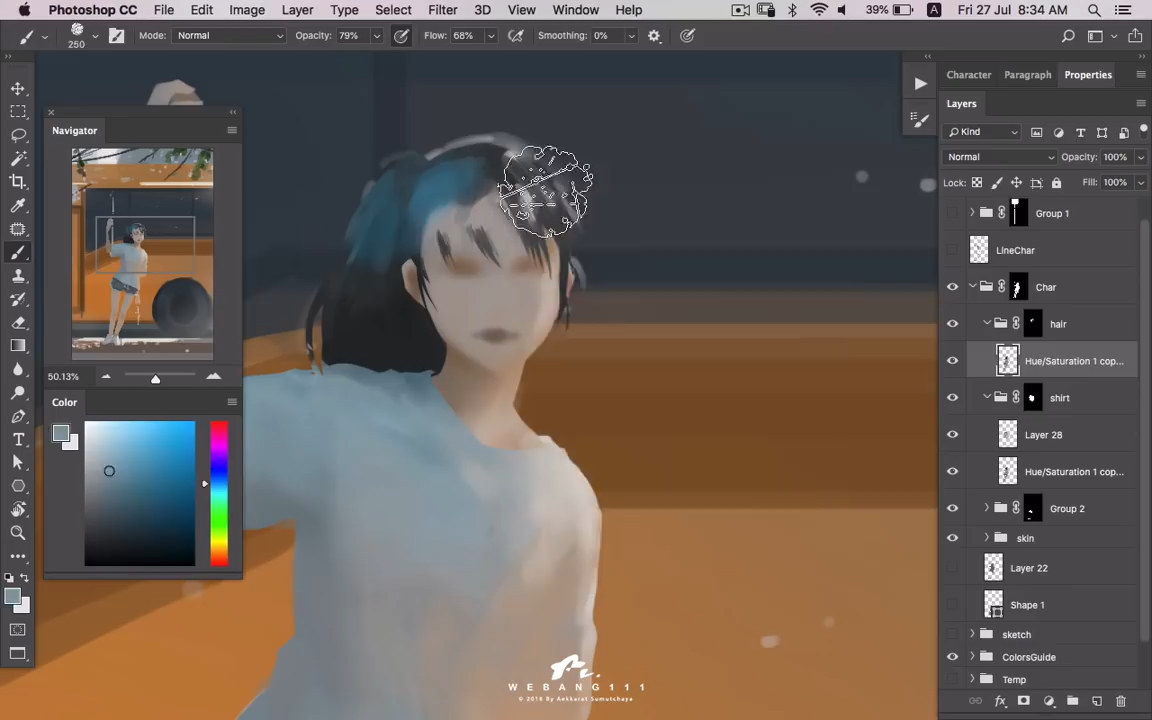 Photoshop CC File Edit Image Layer Type Select Filter 3D View Window Help 39% A Fri 27 Jul 8:34 AM
250 Mode: Normal Opacity: 79% Flow: 68% Smoothing: 0%
Character Paragraph Properties
Layers
Navigator
Kind
Normal Opacity: 100%
Lock: Fill: 100%
Group 1
LineChar
Char
hair
Hue/Saturation 1 cop...
50.13%
Color
shirt
Layer 28
Hue/Saturation 1 cop...
Group 2
skin
Layer 22
Shape 1
sketch
ColorsGuide
Temp
WEBANG111
© 2018 By Aekkarat Sumutchaya